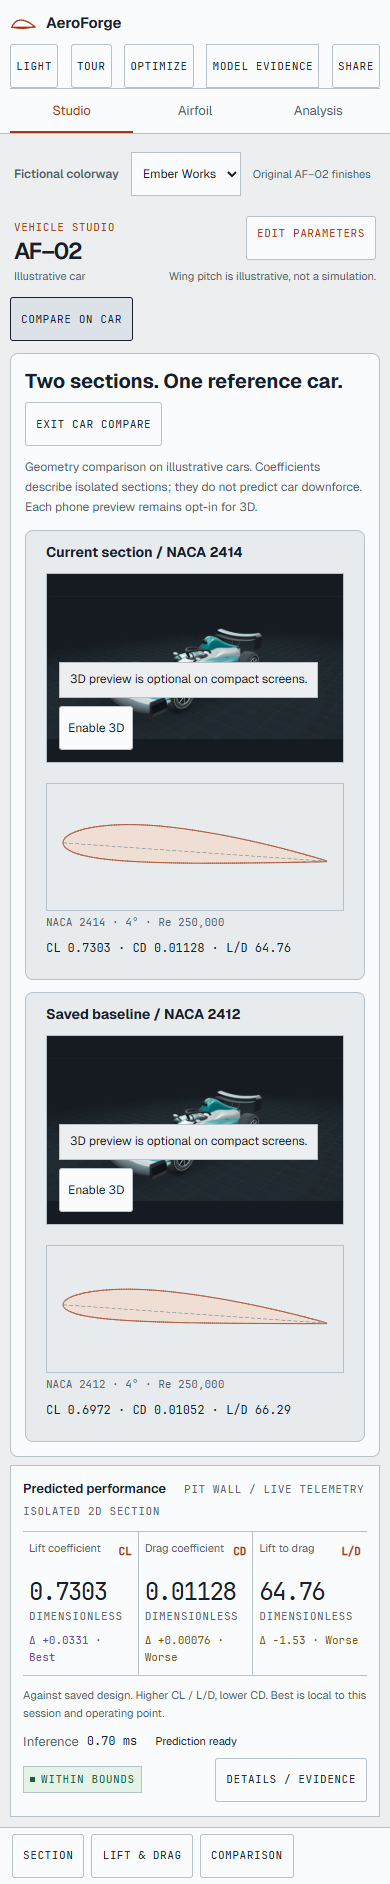 AeroForge
LIGHT TOUR OPTIMIZE MODEL EVIDENCE SHARE
Studio Airfoil Analysis
Fictional colorway Ember Works Original AF–02 finishes
VEHICLE STUDIO
AF–02
EDIT PARAMETERS
Illustrative car
Wing pitch is illustrative, not a simulation.
COMPARE ON CAR
Two sections. One reference car.
EXIT CAR COMPARE
Geometry comparison on illustrative cars. Coefficients
describe isolated sections; they do not predict car downforce.
Each phone preview remains opt-in for 3D.
Current section / NACA 2414
3D preview is optional on compact screens.
Enable 3D
NACA 2414 · 4° · Re 250,000
CL 0.7303 · CD 0.01128 · L/D 64.76
Saved baseline / NACA 2412
3D preview is optional on compact screens.
Enable 3D
NACA 2412 · 4° · Re 250,000
CL 0.6972 · CD 0.01052 · L/D 66.29
Predicted performance PIT WALL / LIVE TELEMETRY
ISOLATED 2D SECTION
Lift coefficient CL
0.7303
DIMENSIONLESS
Δ +0.0331 ·
Best
Drag coefficient CD
0.01128
DIMENSIONLESS
Δ +0.00076 ·
Worse
Lift to drag L/D
64.76
DIMENSIONLESS
Δ -1.53 · Worse
Against saved design. Higher CL / L/D, lower CD. Best is local to this
session and operating point.
Inference 0.70 ms Prediction ready
WITHIN BOUNDS
DETAILS / EVIDENCE
SECTION LIFT & DRAG COMPARISON